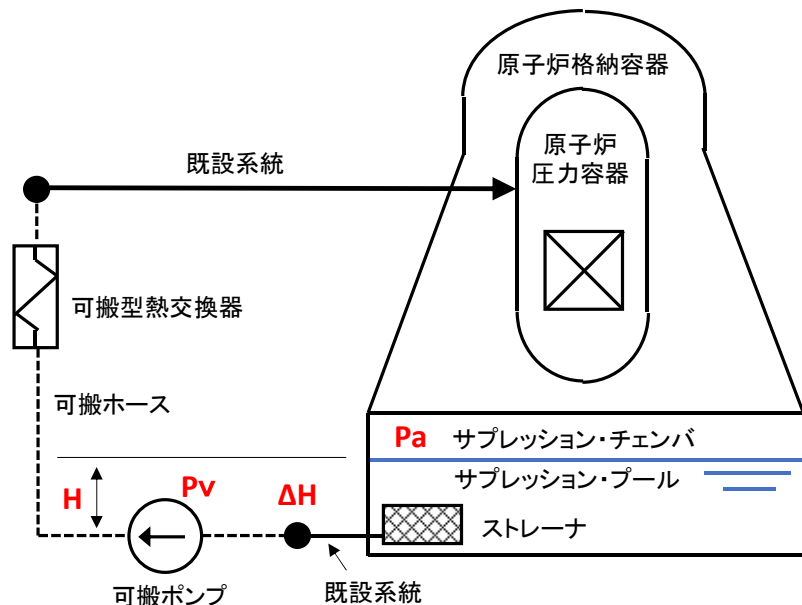 原子炉格納容器
原子炉
圧力容器
既設系統
可搬型熱交換器
可搬ホース
Pa
サプレッション・チェンバ
サプレッション・プール
H
Pv
ΔH
ストレーナ
可搬ポンプ
既設系統